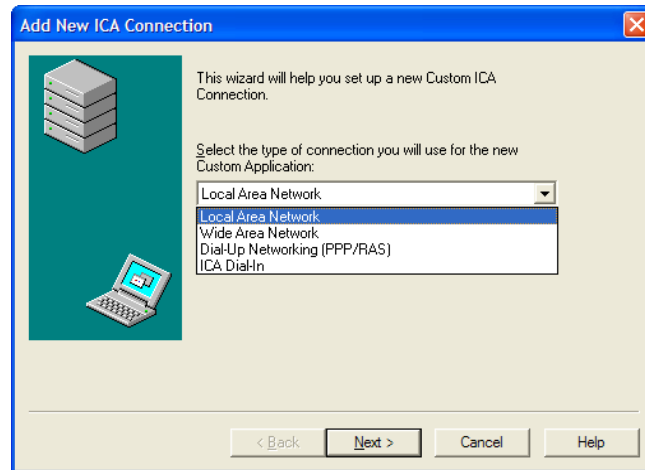 Add New ICA Connection
This wizard will help you set up a new Custom ICA
Connection.
Select the type of connection you will use for the new
Custom Application:
Local Area Network
Local Area Network
Wide Area Network
Dial-Up Networking (PPP/RAS)
ICA Dial-In
< Back
Next >
Cancel
Help